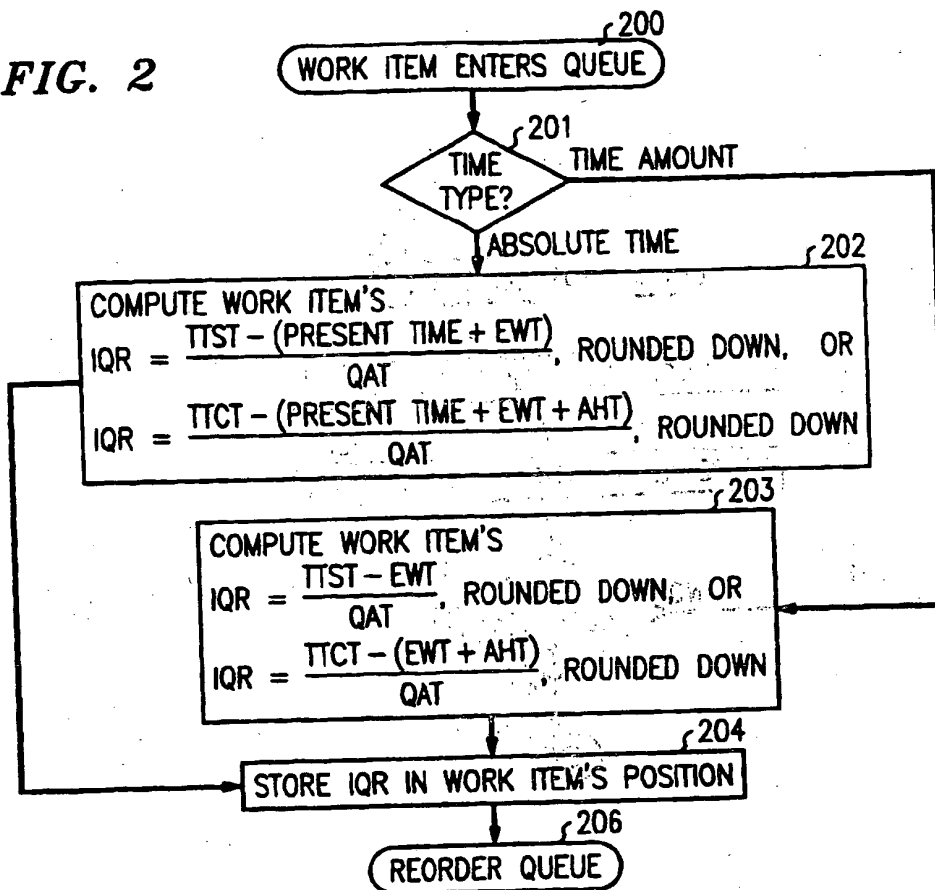 FIG. 2
200
WORK ITEM ENTERS QUEUE
201
TIME TYPE?
TIME AMOUNT
ABSOLUTE TIME
202
COMPUTE WORK ITEM'S
IQR = TTST - (PRESENT TIME + EWT) / QAT, ROUNDED DOWN, OR
IQR = TTCT - (PRESENT TIME + EWT + AHT) / QAT, ROUNDED DOWN
203
COMPUTE WORK ITEM'S
IQR = TTST - EWT / QAT, ROUNDED DOWN, OR
IQR = TTCT - (EWT + AHT) / QAT, ROUNDED DOWN
204
STORE IQR IN WORK ITEM'S POSITION
206
REORDER QUEUE